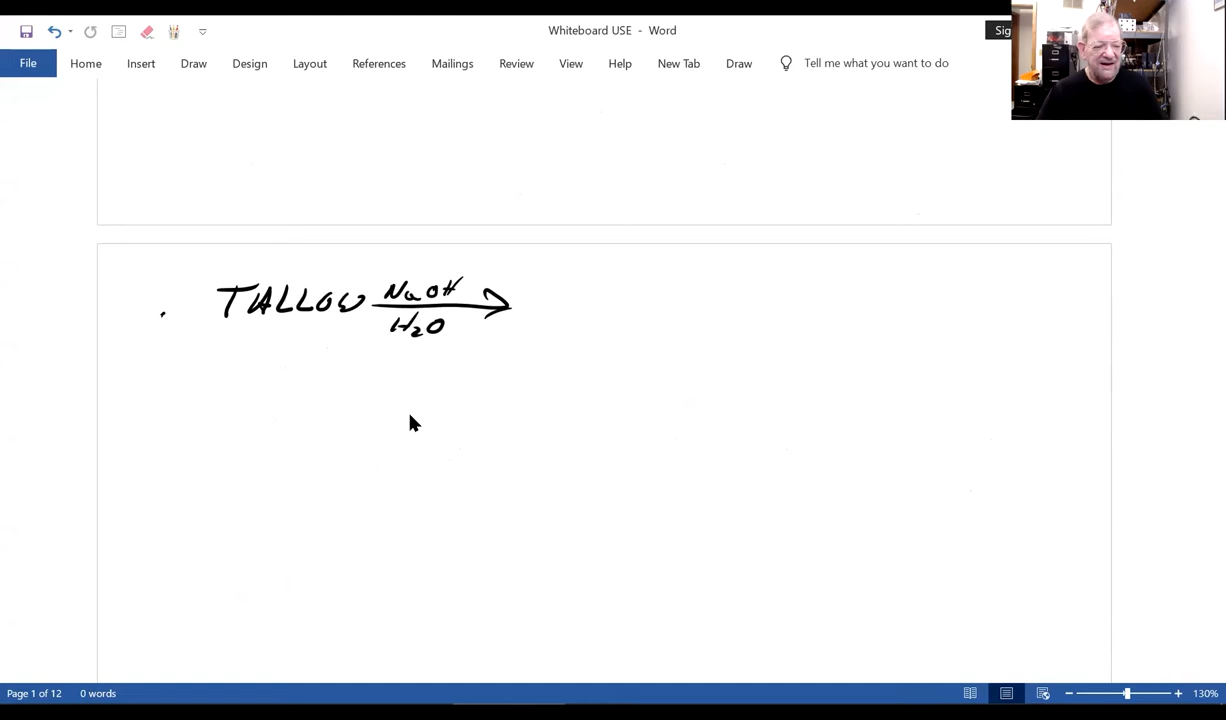 Whiteboard USE - Word
Sig
File Home Insert Draw Design Layout References Mailings Review View Help New Tab Draw Tell me what you want to do
TALLOW NaOH
H₂O
Page 1 of 12 0 words 130%